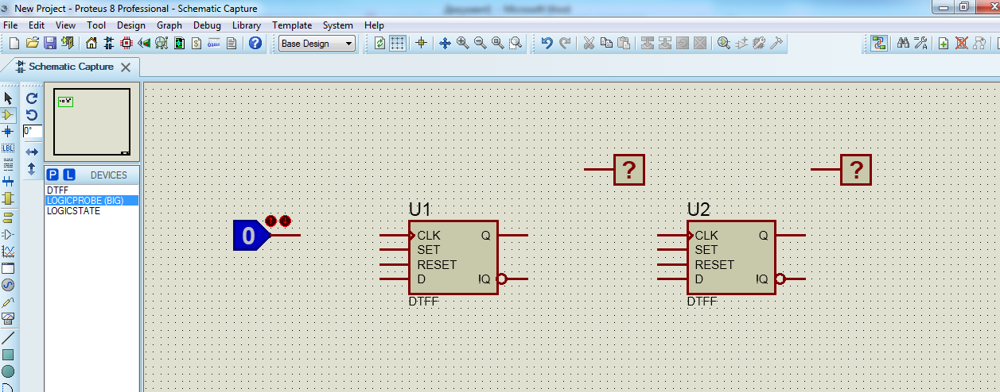 New Project - Proteus 8 Professional - Schematic Capture
File Edit View Tool Design Graph Debug Library Template System Help
Base Design
Schematic Capture
0°
LBL
P L DEVICES
DTFF
LOGICPROBE (BIG)
LOGICSTATE
? ?
U1 U2
0
CLK Q CLK Q
SET SET
RESET RESET
D !Q D !Q
DTFF DTFF